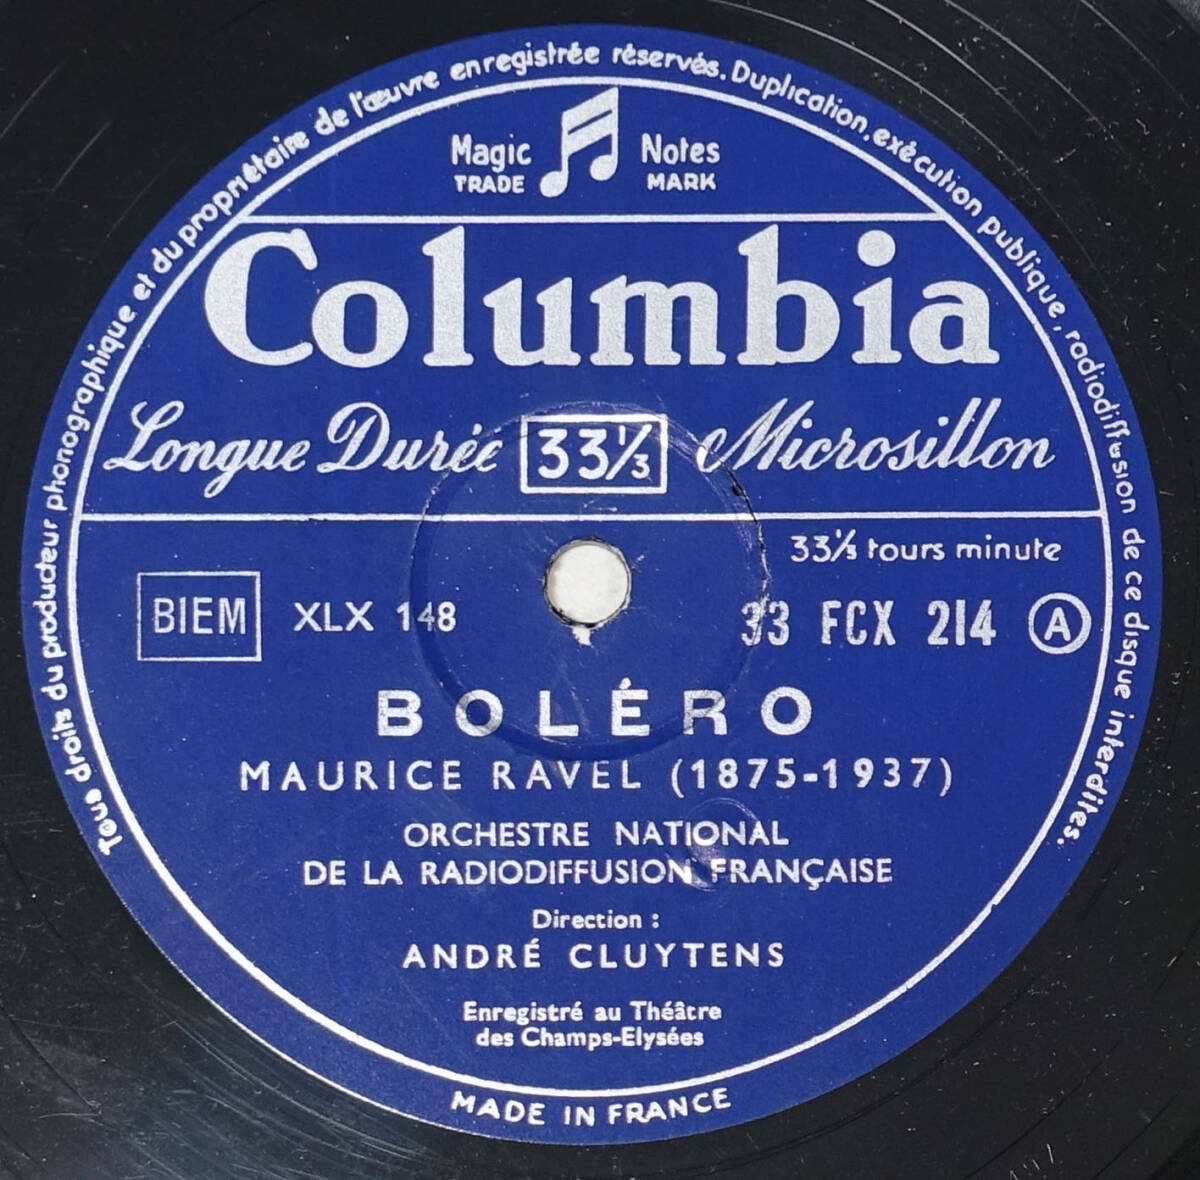 Tous droits du producteur phonographique et du propriétaire de l'œuvre enregistrée réservés. Duplication, exécution publique, radiodiffusion de ce disque interdites.
Magic Notes
TRADE MARK
Columbia
Longue Durée 33⅓ Microsillon
33⅓ tours minute
BIEM XLX 148 33 FCX 214 A
BOLÉRO
MAURICE RAVEL (1875-1937)
ORCHESTRE NATIONAL
DE LA RADIODIFFUSION FRANÇAISE
Direction :
ANDRÉ CLUYTENS
Enregistré au Théâtre
des Champs-Elysées
MADE IN FRANCE